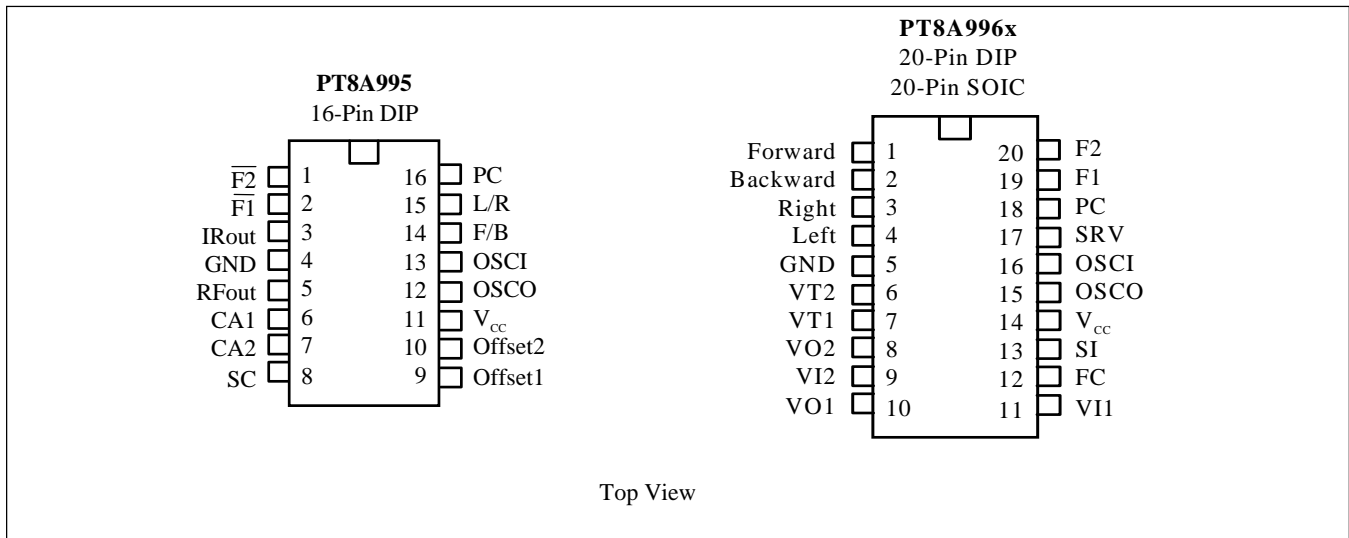 PT8A995
16-Pin DIP
F2 1 16 PC
F1 2 15 L/R
IRout 3 14 F/B
GND 4 13 OSCI
RFout 5 12 OSCO
CA1 6 11 VCC
CA2 7 10 Offset2
SC 8 9 Offset1
PT8A996x
20-Pin DIP
20-Pin SOIC
Forward 1 20 F2
Backward 2 19 F1
Right 3 18 PC
Left 4 17 SRV
GND 5 16 OSCI
VT2 6 15 OSCO
VT1 7 14 VCC
VO2 8 13 SI
VI2 9 12 FC
VO1 10 11 VI1
Top View